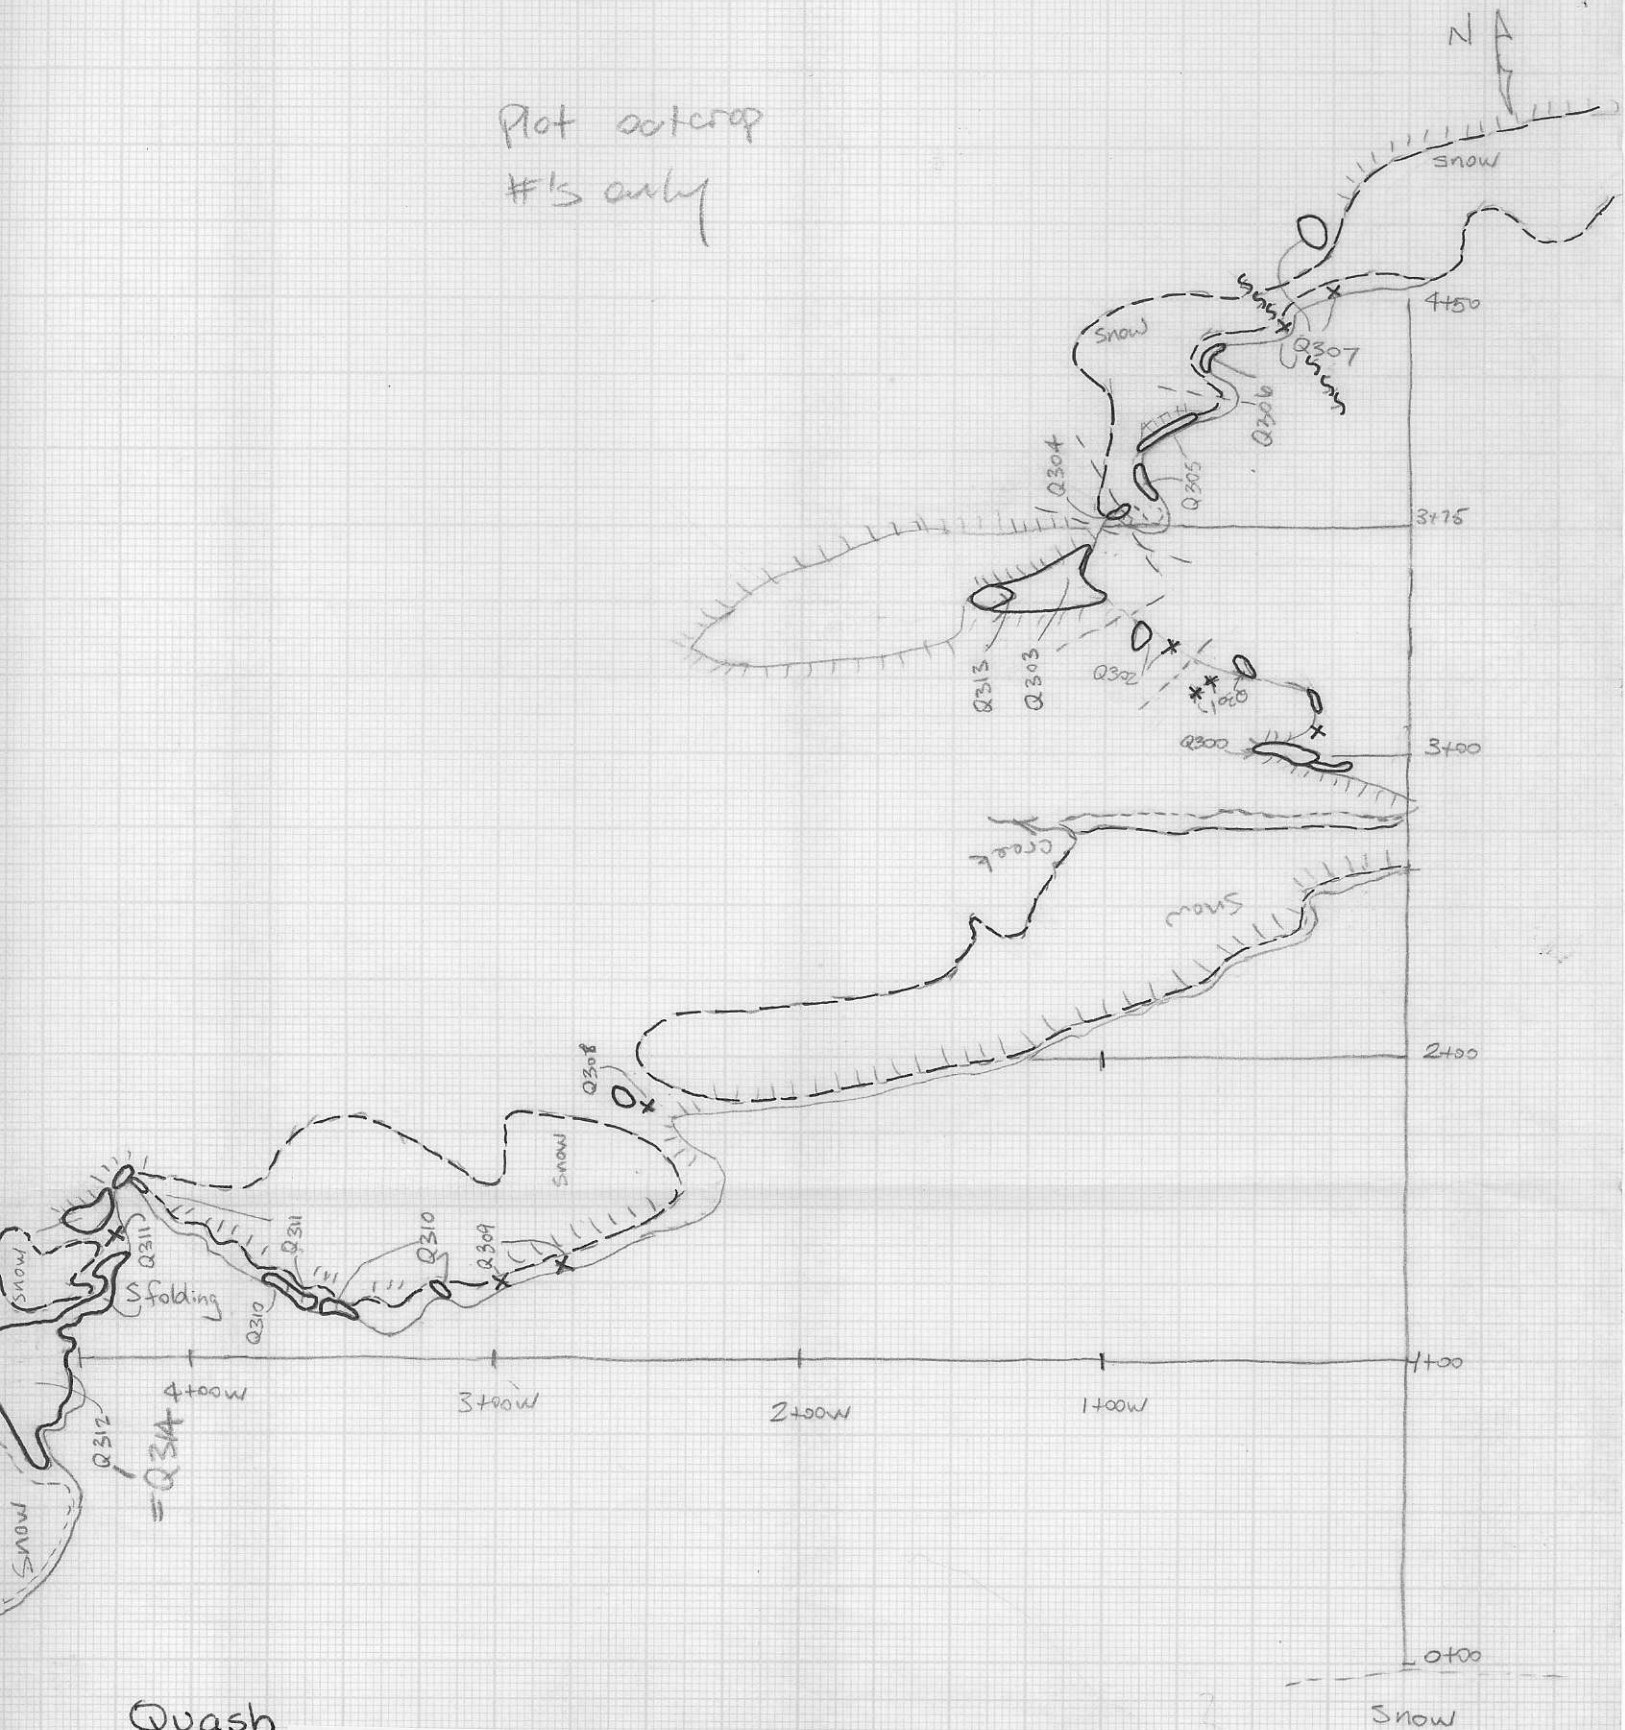 N
Plot outcrop
#'s only
snow
4+50
snow
Q307
Q306
Q304
Q305
3+75
Q313
Q303
Q302
Q301
Q300
3+00
creek
snow
2+00
Q308
snow
Q311
Q311
Q310
Q309
snow
S folding
Q310
1+00
4+00W
3+00W
2+00W
1+00W
Q312
=Q314
snow
0+00
Snow
Quash